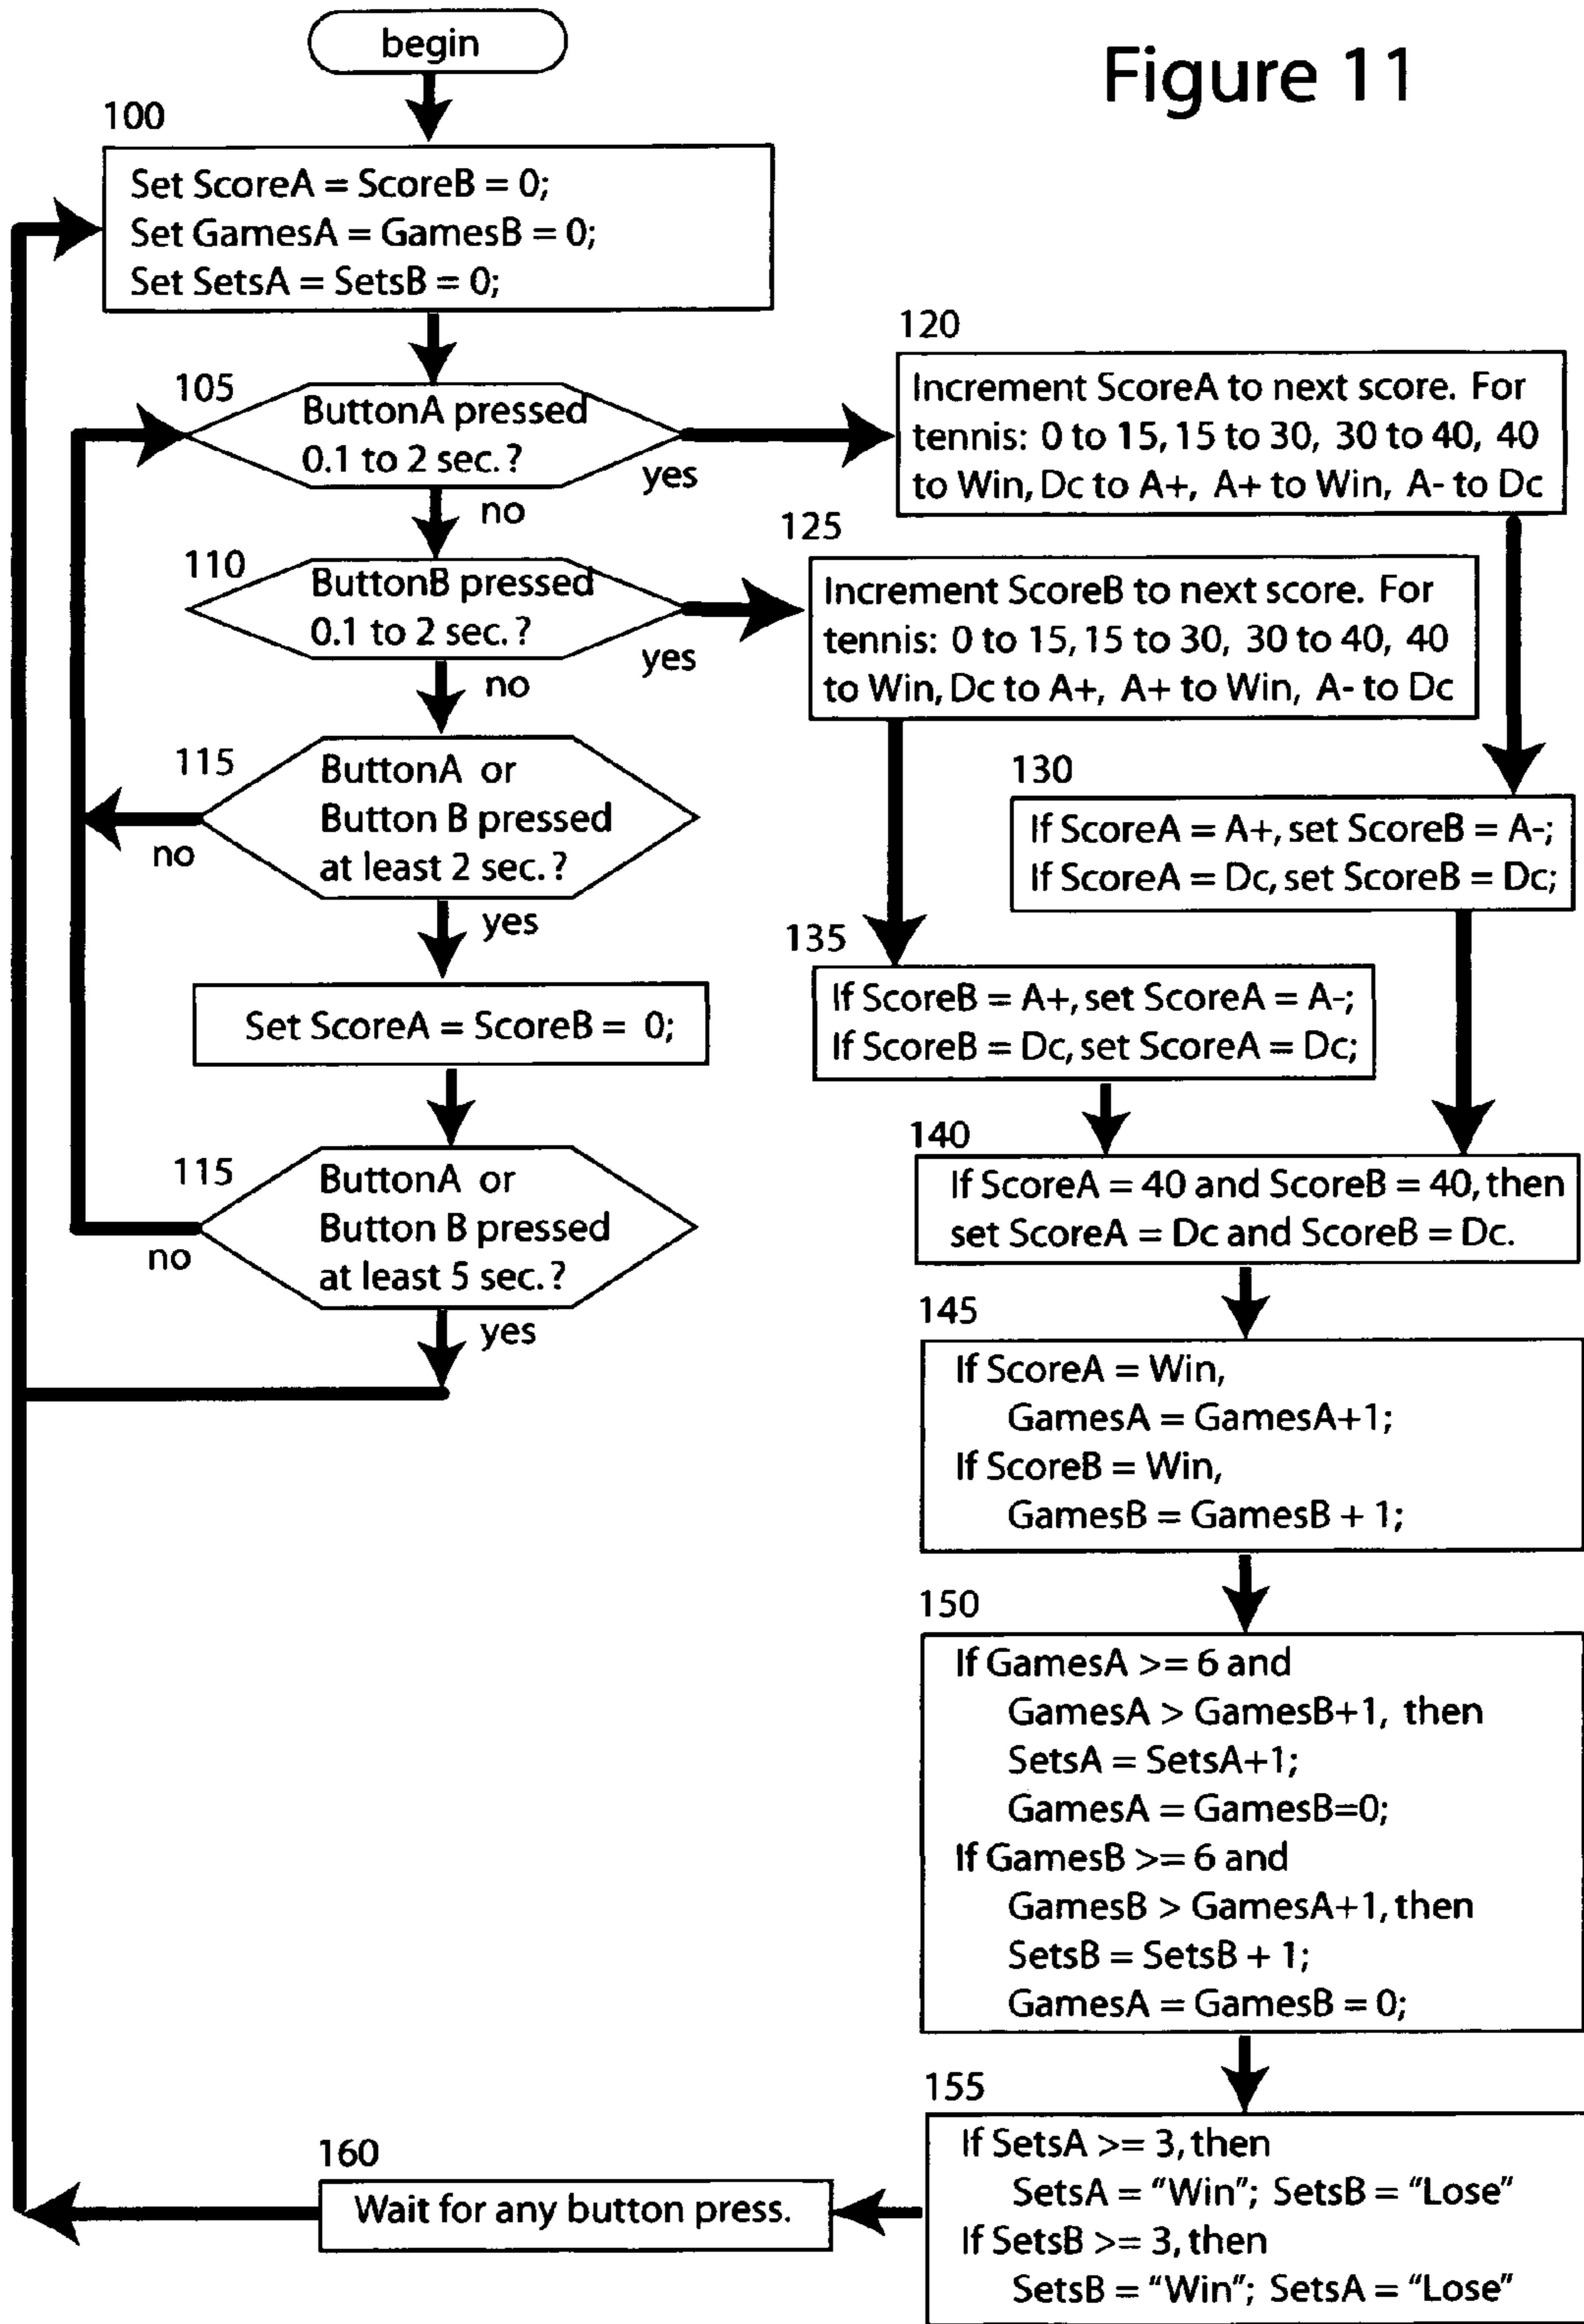 Figure 11
begin
100
Set ScoreA = ScoreB = 0;
Set GamesA = GamesB = 0;
Set SetsA = SetsB = 0;
105
ButtonA pressed
0.1 to 2 sec. ?
yes
no
120
Increment ScoreA to next score. For
tennis: 0 to 15, 15 to 30, 30 to 40, 40
to Win, Dc to A+, A+ to Win, A- to Dc
110
ButtonB pressed
0.1 to 2 sec. ?
yes
no
125
Increment ScoreB to next score. For
tennis: 0 to 15, 15 to 30, 30 to 40, 40
to Win, Dc to A+, A+ to Win, A- to Dc
115
ButtonA or
Button B pressed
at least 2 sec. ?
no
yes
130
If ScoreA = A+, set ScoreB = A-;
If ScoreA = Dc, set ScoreB = Dc;
135
If ScoreB = A+, set ScoreA = A-;
If ScoreB = Dc, set ScoreA = Dc;
Set ScoreA = ScoreB = 0;
115
ButtonA or
Button B pressed
at least 5 sec. ?
no
yes
140
If ScoreA = 40 and ScoreB = 40, then
set ScoreA = Dc and ScoreB = Dc.
145
If ScoreA = Win,
GamesA = GamesA+1;
If ScoreB = Win,
GamesB = GamesB + 1;
150
If GamesA >= 6 and
GamesA > GamesB+1, then
SetsA = SetsA+1;
GamesA = GamesB=0;
If GamesB >= 6 and
GamesB > GamesA+1, then
SetsB = SetsB + 1;
GamesA = GamesB = 0;
155
If SetsA >= 3, then
SetsA = “Win”; SetsB = “Lose”
If SetsB >= 3, then
SetsB = “Win”; SetsA = “Lose”
160
Wait for any button press.